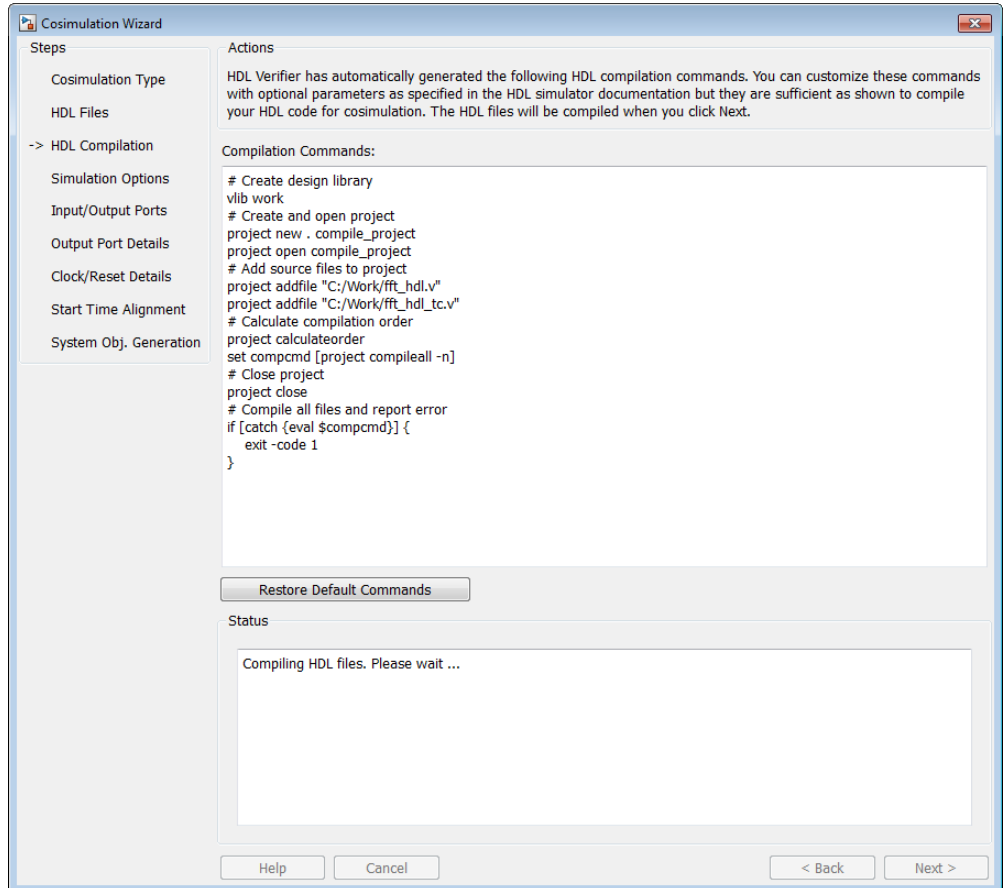 Cosimulation Wizard
Steps
Cosimulation Type
HDL Files
-> HDL Compilation
Simulation Options
Input/Output Ports
Output Port Details
Clock/Reset Details
Start Time Alignment
System Obj. Generation
Actions
HDL Verifier has automatically generated the following HDL compilation commands. You can customize these commands
with optional parameters as specified in the HDL simulator documentation but they are sufficient as shown to compile
your HDL code for cosimulation. The HDL files will be compiled when you click Next.
Compilation Commands:
# Create design library
vlib work
# Create and open project
project new . compile_project
project open compile_project
# Add source files to project
project addfile "C:/Work/fft_hdl.v"
project addfile "C:/Work/fft_hdl_tc.v"
# Calculate compilation order
project calculateorder
set compcmd [project compileall -n]
# Close project
project close
# Compile all files and report error
if [catch {eval $compcmd}] {
    exit -code 1
}
Restore Default Commands
Status
Compiling HDL files. Please wait ...
Help
Cancel
< Back
Next >